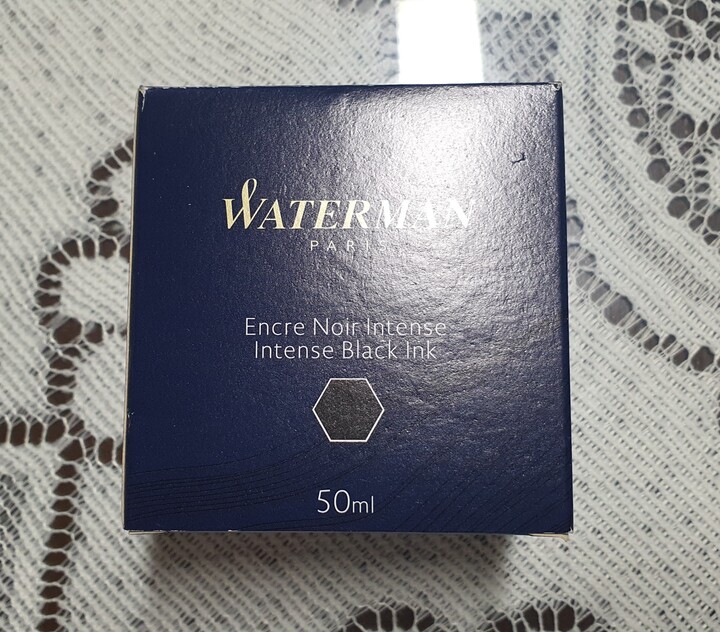 WATERMAN
PARIS
Encre Noir Intense
Intense Black Ink
50ml